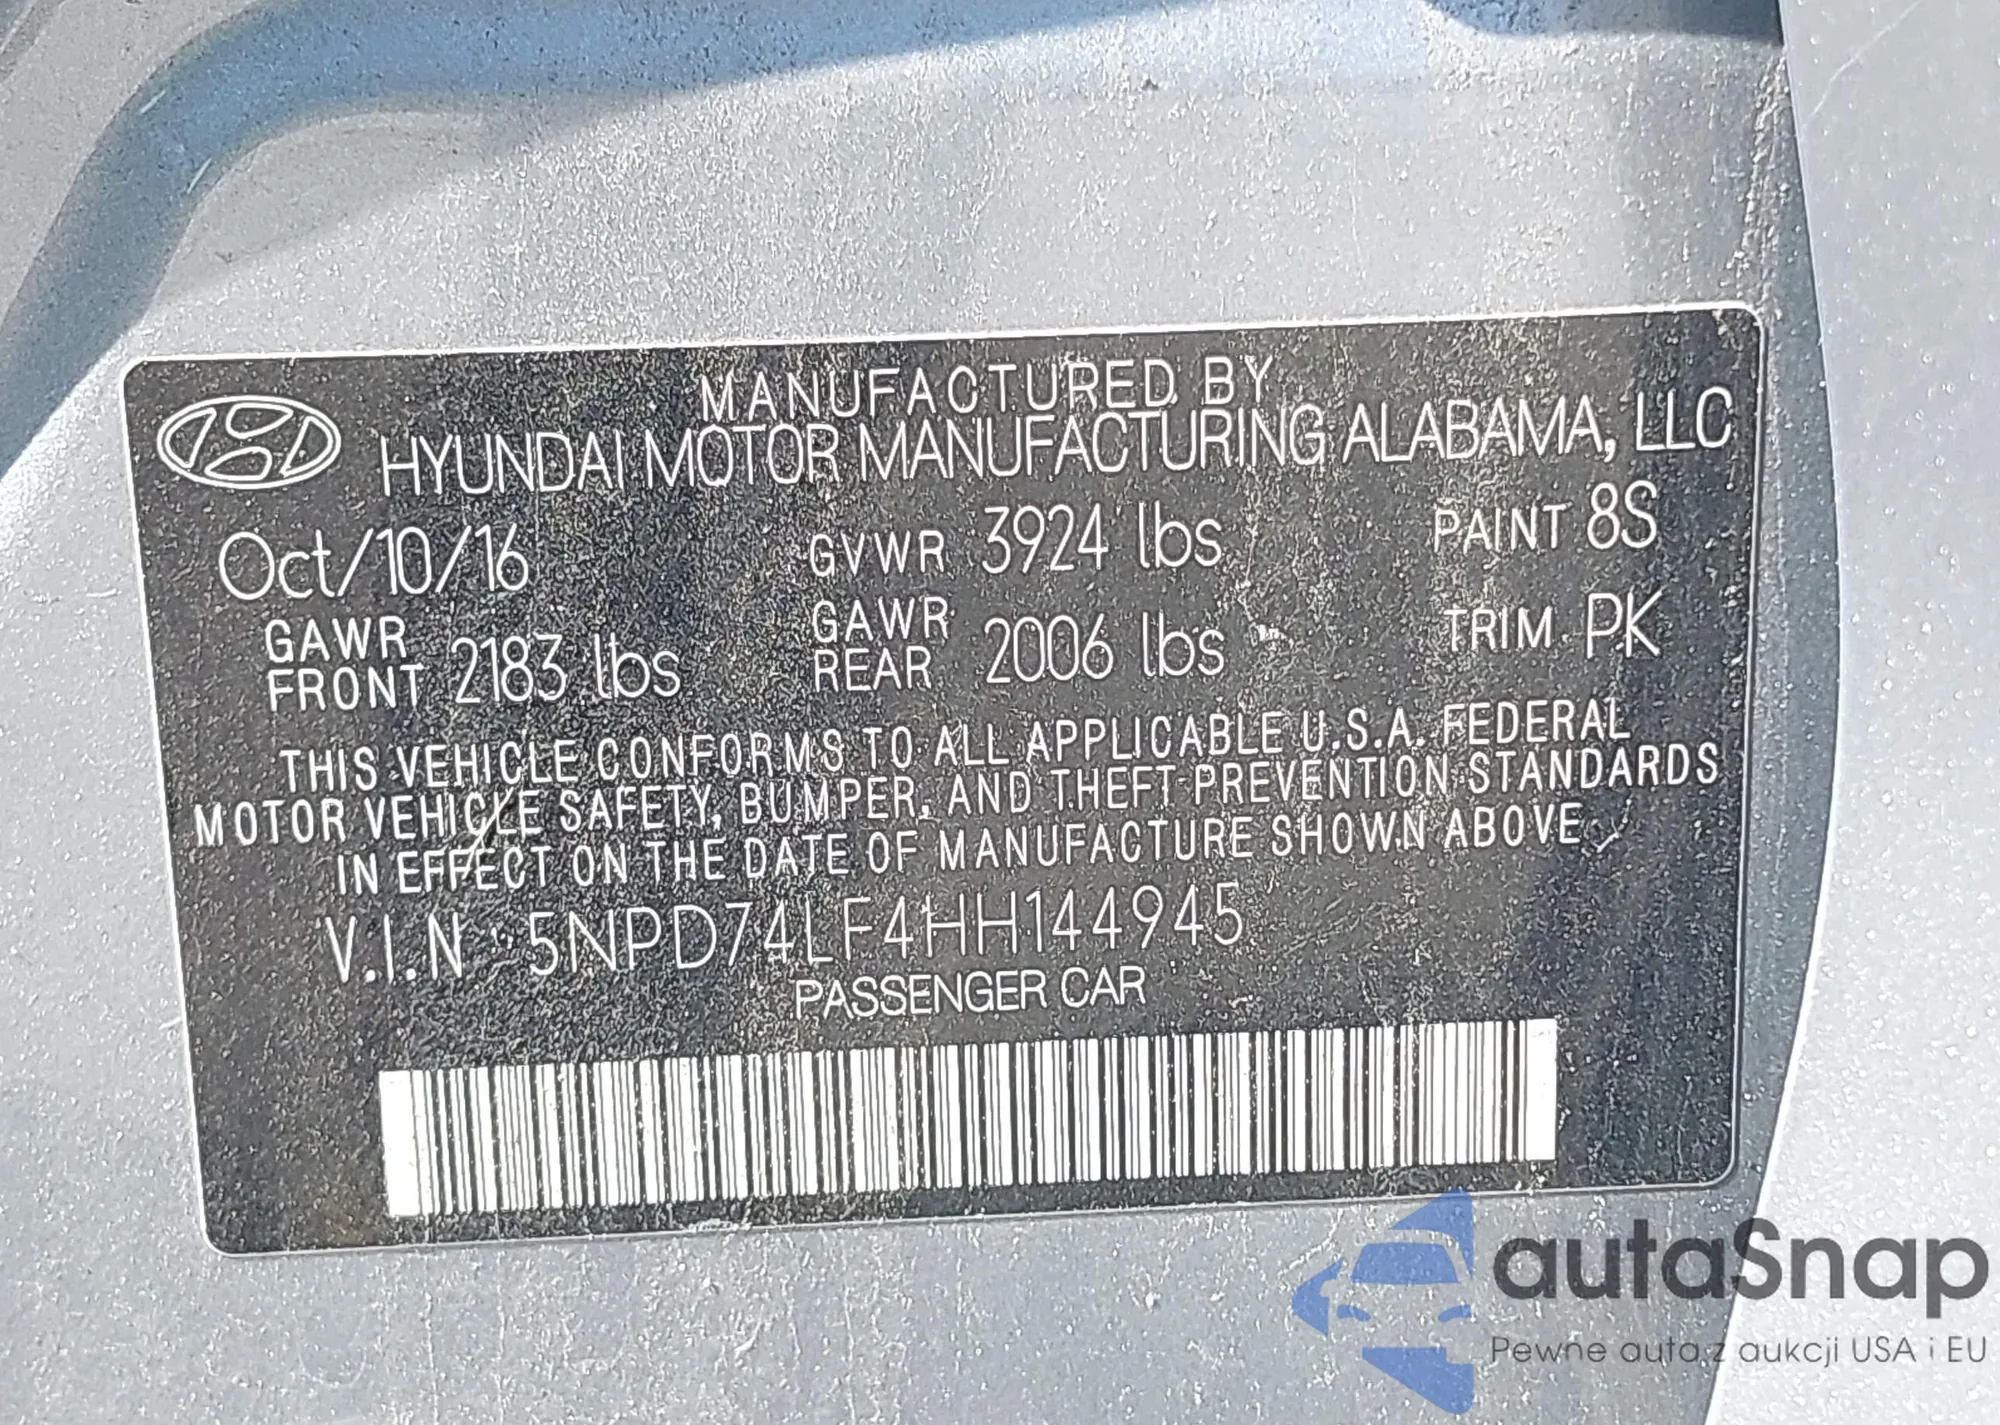 MANUFACTURED BY
HYUNDAI MOTOR MANUFACTURING ALABAMA, LLC
Oct/10/16 GVWR 3924 lbs PAINT 8S
GAWR FRONT 2183 lbs GAWR REAR 2006 lbs TRIM PK
THIS VEHICLE CONFORMS TO ALL APPLICABLE U.S.A. FEDERAL
MOTOR VEHICLE SAFETY, BUMPER, AND THEFT PREVENTION STANDARDS
IN EFFECT ON THE DATE OF MANUFACTURE SHOWN ABOVE
V.I.N : 5NPD74LF4HH144945
PASSENGER CAR
autaSnap
Pewne auta z aukcji USA i EU